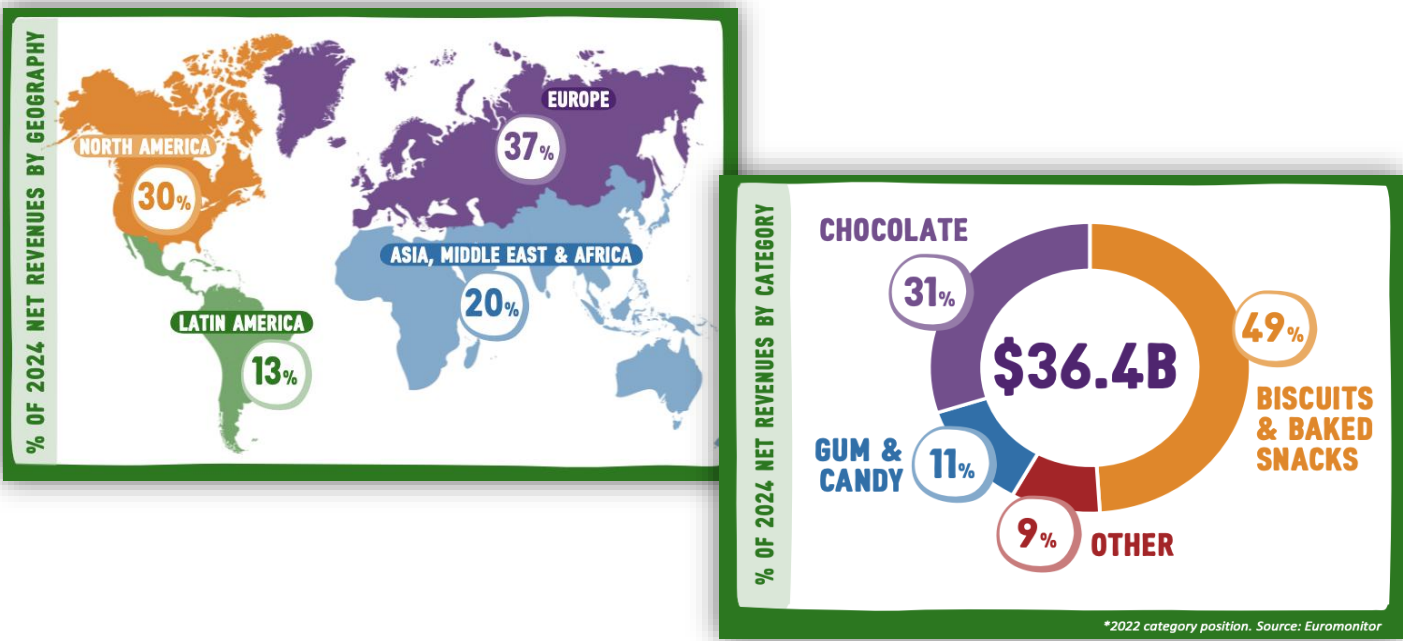 % OF 2024 NET REVENUES BY GEOGRAPHY
EUROPE
37%
NORTH AMERICA
30%
ASIA, MIDDLE EAST & AFRICA
20%
LATIN AMERICA
13%
% OF 2024 NET REVENUES BY CATEGORY
CHOCOLATE
31%
49%
$36.4B
BISCUITS
& BAKED
SNACKS
GUM &
CANDY
11%
9%
OTHER
*2022 category position. Source: Euromonitor